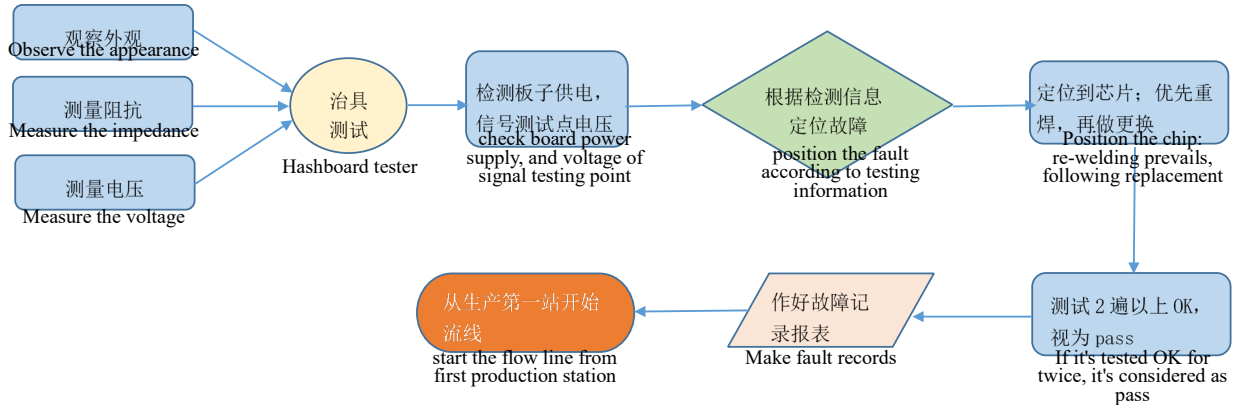 观察外观
Observe the appearance
测量阻抗
Measure the impedance
测量电压
Measure the voltage
治具
测试
Hashboard tester
检测板子供电，
信号测试点电压
check board power
supply, and voltage of
signal testing point
根据检测信息
定位故障
position the fault
according to testing
information
定位到芯片；优先重
焊，再做更换
Position the chip:
re-welding prevails,
following replacement
测试 2 遍以上 OK，
视为 pass
If it's tested OK for
twice, it's considered as
pass
作好故障记
录报表
Make fault records
从生产第一站开始
流线
start the flow line from
first production station